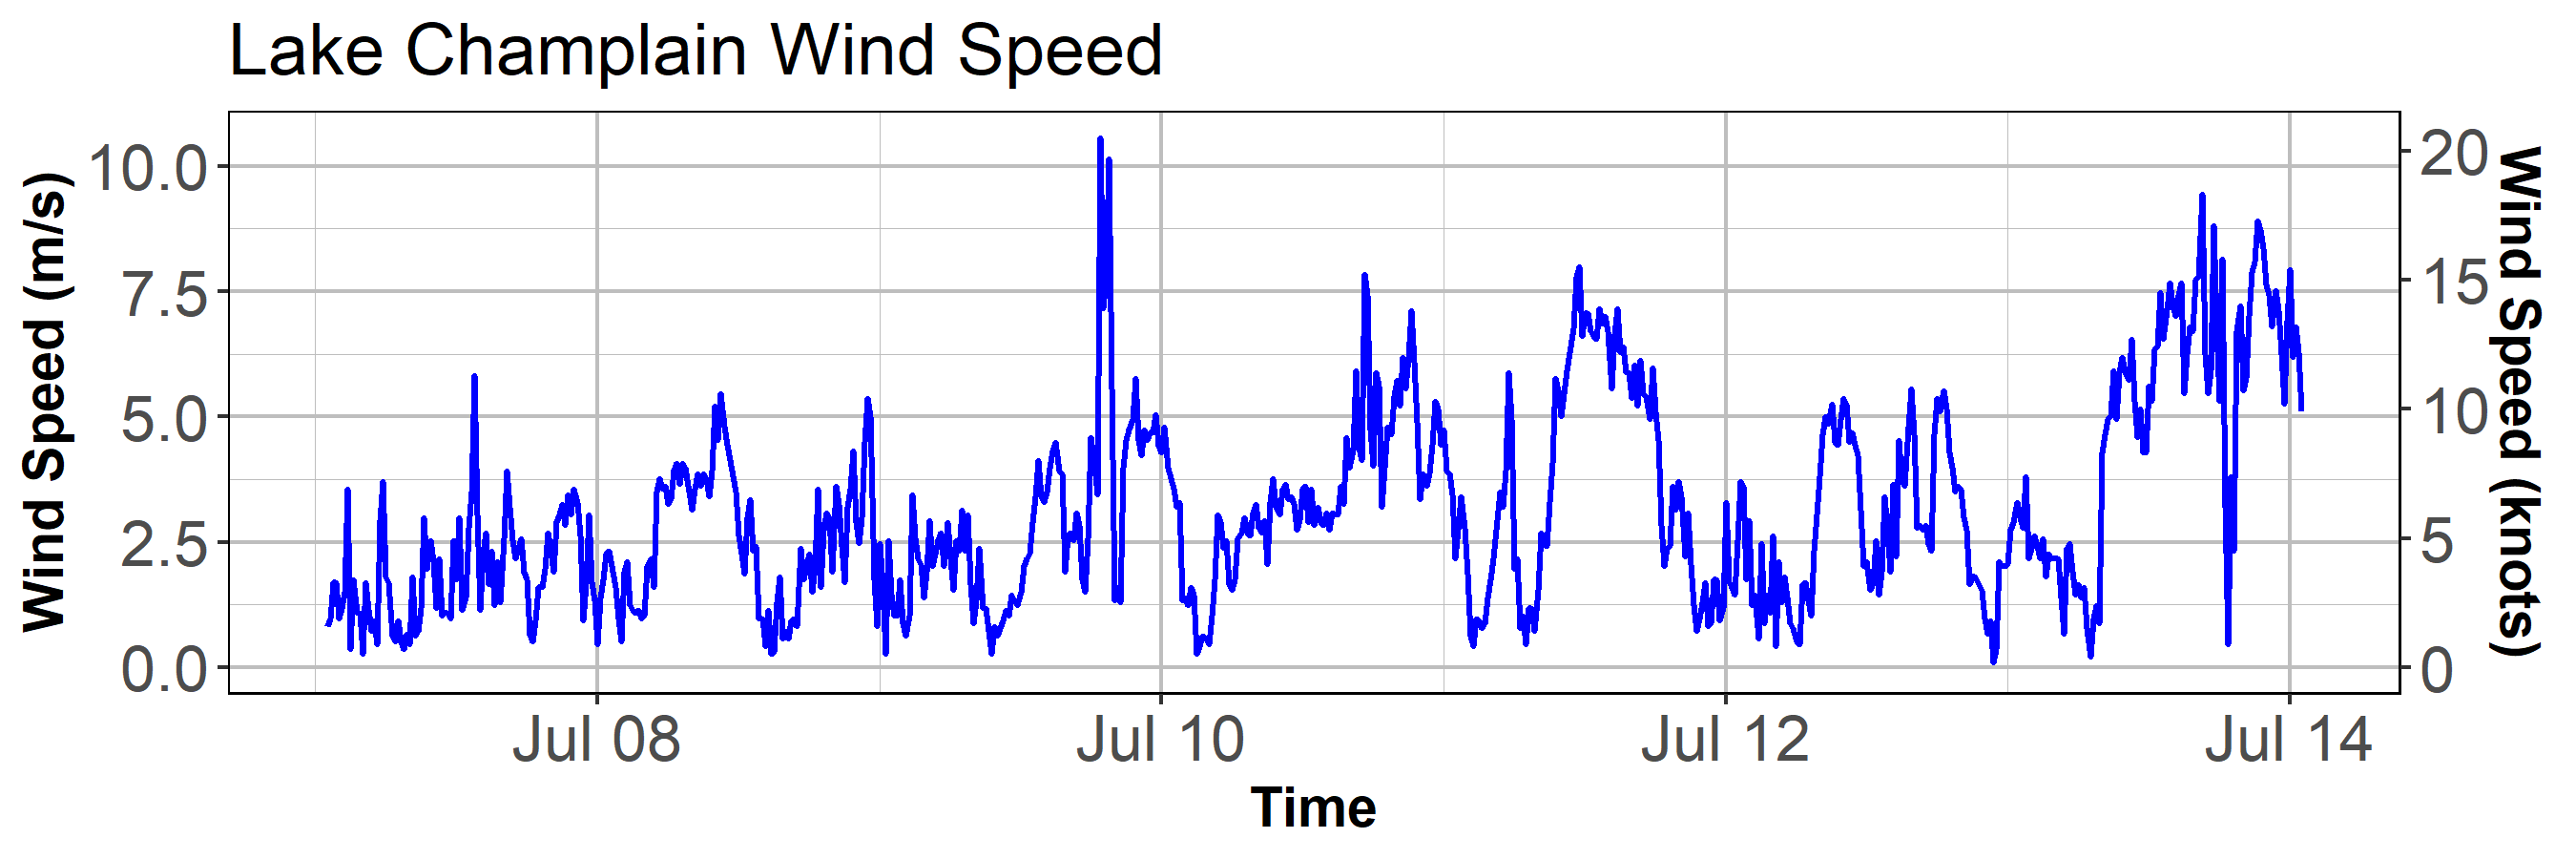 Lake Champlain Wind Speed
Wind Speed (m/s)
10.0
7.5
5.0
2.5
0.0
20
15
10
5
0
Wind Speed (knots)
Jul 08
Jul 10
Jul 12
Jul 14
Time